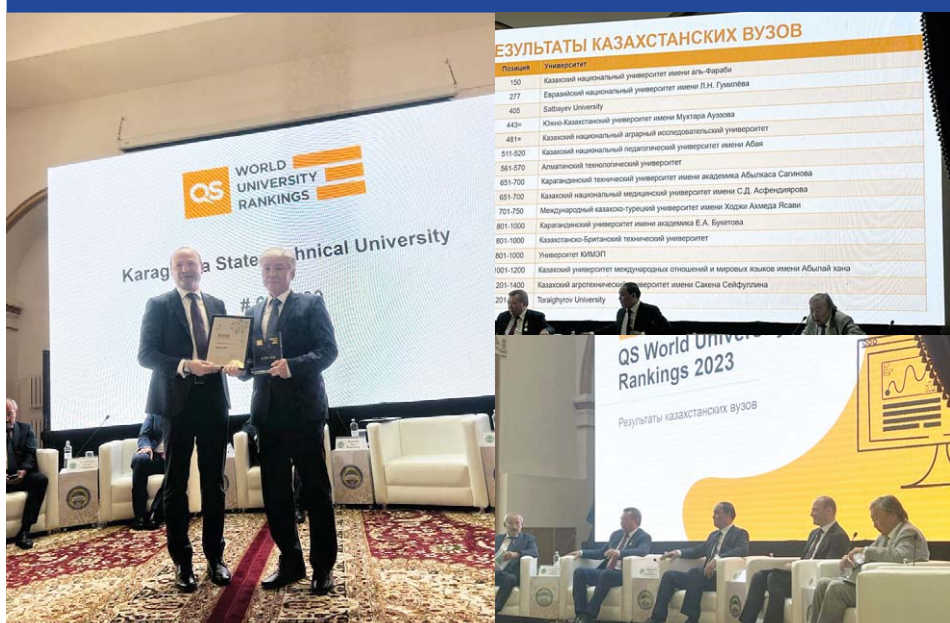 QS
WORLD
UNIVERSITY
RANKINGS
State
University
ЕЗУЛЬТАТЫ КАЗАХСТАНСКИХ ВУЗОВ
Позиция Университет
150 Казахский национальный университет имени аль-Фараби
277 Евразийский национальный университет имени Л.Н. Гумилёва
405 Satbayev University
443= Южно-Казахстанский университет имени Мухтара Ауэзова
481= Казахский национальный аграрный исследовательский университет
511-520 Казахский национальный педагогический университет имени Абая
561-570 Алматинский технологический университет
651-700 Карагандинский технический университет имени академика Абылкаса Сагинова
651-700 Казахский национальный медицинский университет имени С.Д. Асфендиярова
701-750 Международный казахско-турецкий университет имени Ходжи Ахмеда Ясави
801-1000 Карагандинский университет имени академика Е.А. Букетова
801-1000 Казахстанско-Британский технический университет
801-1000 Университет КИМЭП
1001-1200 Казахский университет международных отношений и мировых языков имени Абылай хана
201-1400 Казахский агротехнический университет имени Сакена Сейфуллина
Toraighyrov University
QS World
Rankings 2023
Результаты казахстанских вузов